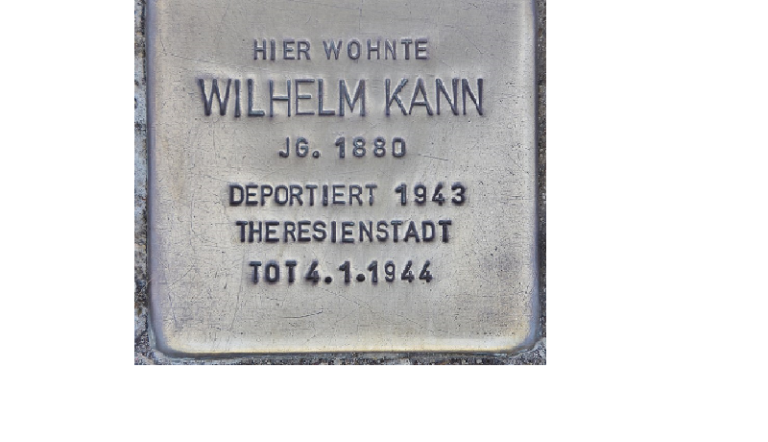 HIER WOHNTE
WILHELM KANN
JG. 1880
DEPORTIERT 1943
THERESIENSTADT
TOT 4.1.1944